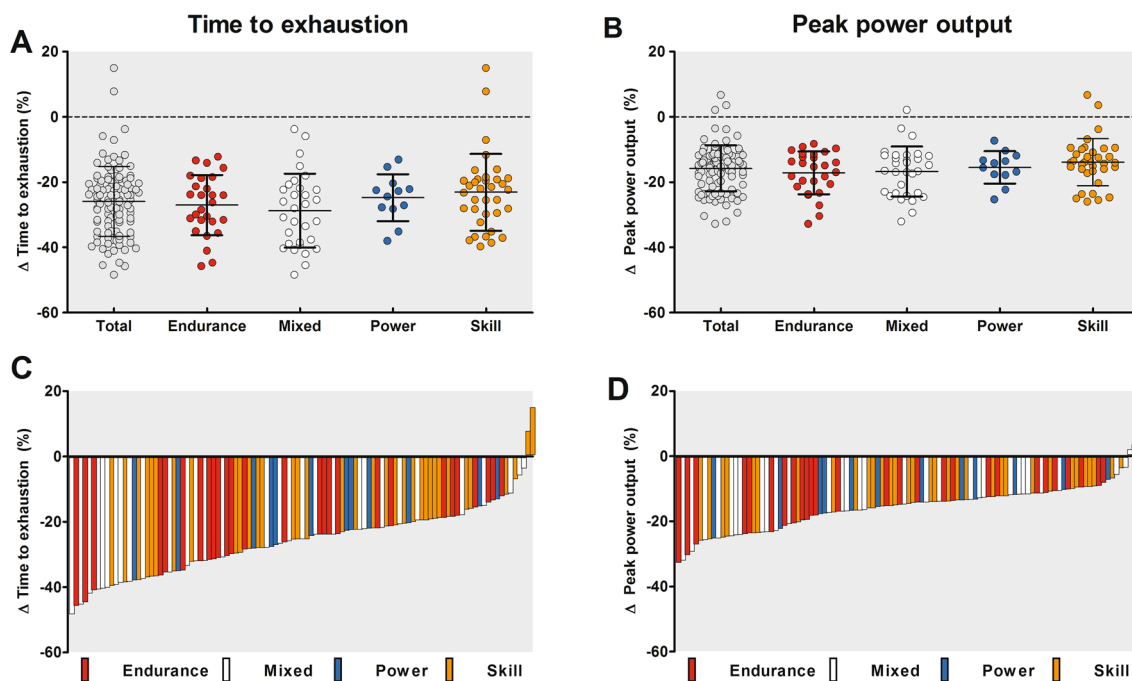 Time to exhaustion
A
Δ Time to exhaustion (%)
20
0
-20
-40
-60
Total Endurance Mixed Power Skill
Peak power output
B
Δ Peak power output (%)
20
0
-20
-40
-60
Total Endurance Mixed Power Skill
C
Δ Time to exhaustion (%)
20
0
-20
-40
-60
Endurance Mixed Power Skill
D
Δ Peak power output (%)
20
0
-20
-40
-60
Endurance Mixed Power Skill